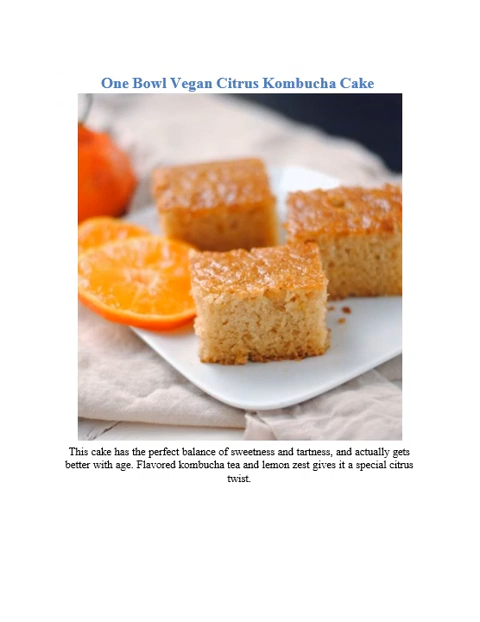 One Bowl Vegan Citrus Kombucha Cake
This cake has the perfect balance of sweetness and tartness, and actually gets
better with age. Flavored kombucha tea and lemon zest gives it a special citrus
twist.